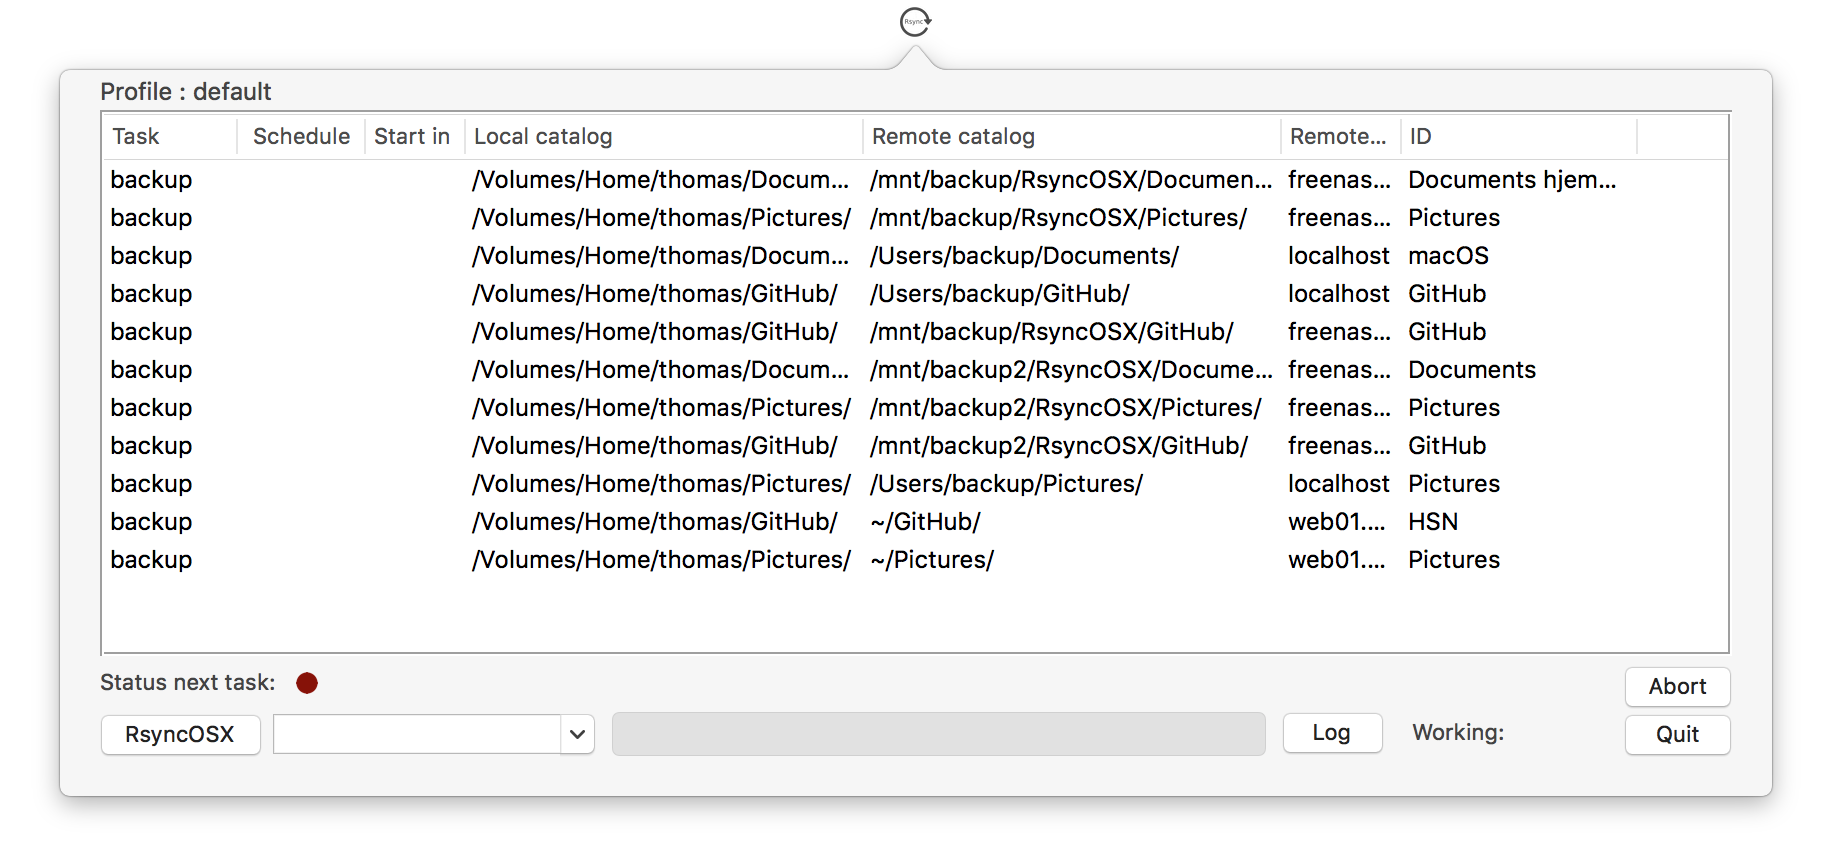 Rsync
Profile : default
Task Schedule Start in Local catalog Remote catalog Remote... ID
backup /Volumes/Home/thomas/Docum... /mnt/backup/RsyncOSX/Documen... freenas... Documents hjem...
backup /Volumes/Home/thomas/Pictures/ /mnt/backup/RsyncOSX/Pictures/ freenas... Pictures
backup /Volumes/Home/thomas/Docum... /Users/backup/Documents/ localhost macOS
backup /Volumes/Home/thomas/GitHub/ /Users/backup/GitHub/ localhost GitHub
backup /Volumes/Home/thomas/GitHub/ /mnt/backup/RsyncOSX/GitHub/ freenas... GitHub
backup /Volumes/Home/thomas/Docum... /mnt/backup2/RsyncOSX/Docume... freenas... Documents
backup /Volumes/Home/thomas/Pictures/ /mnt/backup2/RsyncOSX/Pictures/ freenas... Pictures
backup /Volumes/Home/thomas/GitHub/ /mnt/backup2/RsyncOSX/GitHub/ freenas... GitHub
backup /Volumes/Home/thomas/Pictures/ /Users/backup/Pictures/ localhost Pictures
backup /Volumes/Home/thomas/GitHub/ ~/GitHub/ web01.... HSN
backup /Volumes/Home/thomas/Pictures/ ~/Pictures/ web01.... Pictures
Status next task: Abort
RsyncOSX Log Working: Quit